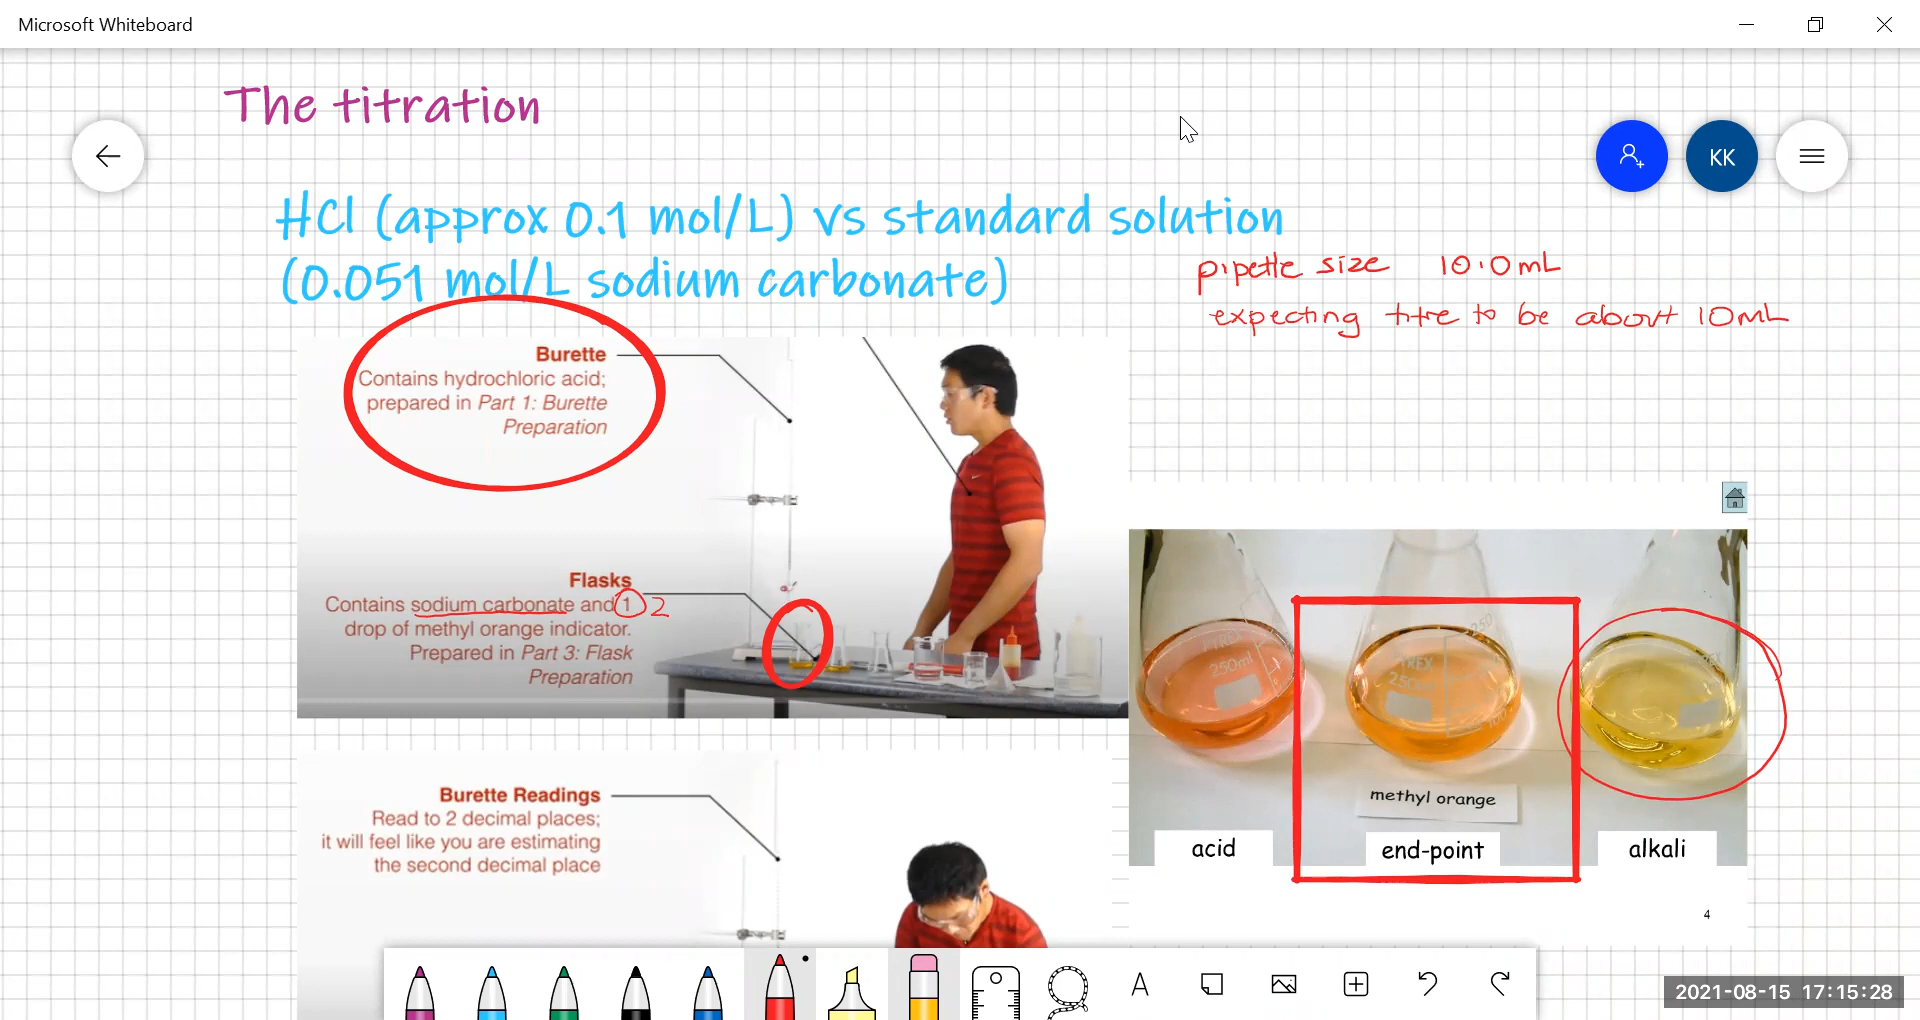 Microsoft Whiteboard
The titration
KK
HCl (approx 0.1 mol/L) vs standard solution
(0.051 mol/L sodium carbonate)
pipette size 10.0mL
expecting titre to be about 10mL
Burette
Contains hydrochloric acid;
prepared in Part 1: Burette
Preparation
Flasks
Contains sodium carbonate and 1 2
drop of methyl orange indicator.
Prepared in Part 3: Flask
Preparation
250ml
250
methyl orange
acid
end-point
alkali
4
Burette Readings
Read to 2 decimal places;
it will feel like you are estimating
the second decimal place
2021-08-15 17:15:28